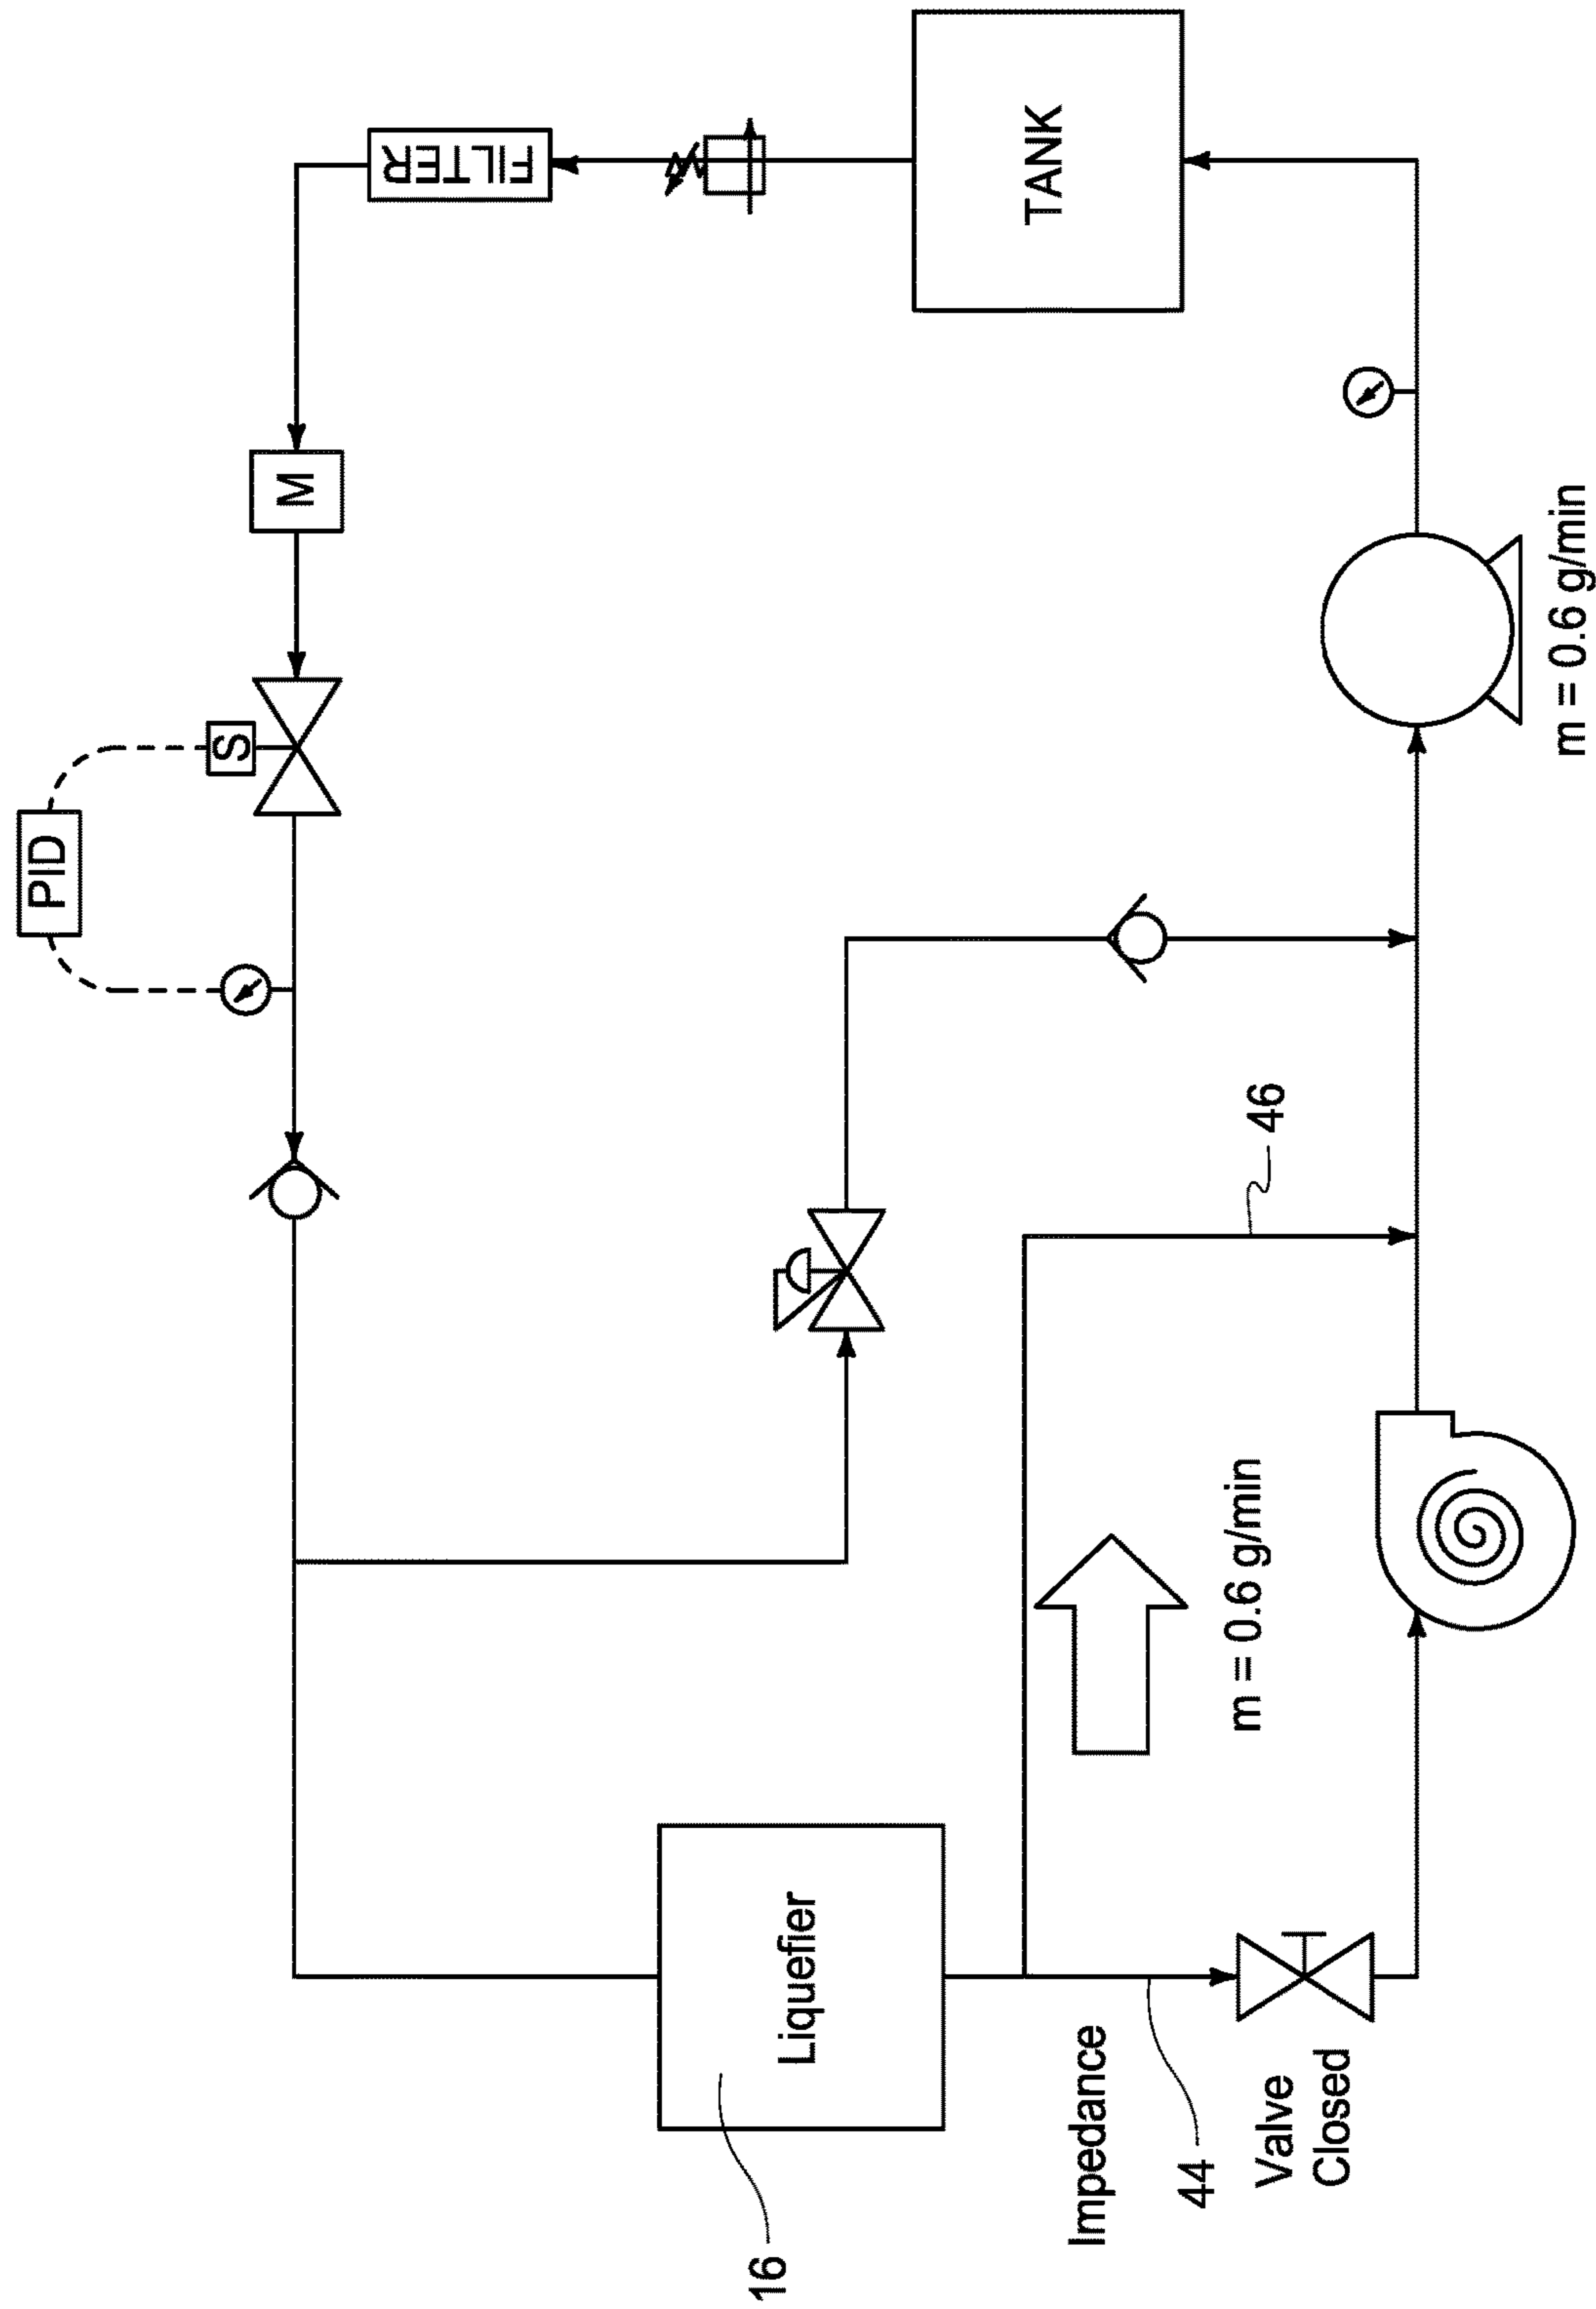 PID
S
M
FILTER
16
Liquefier
TANK
Impedance
44
m = 0.6 g/min
46
Valve
Closed
m = 0.6 g/min